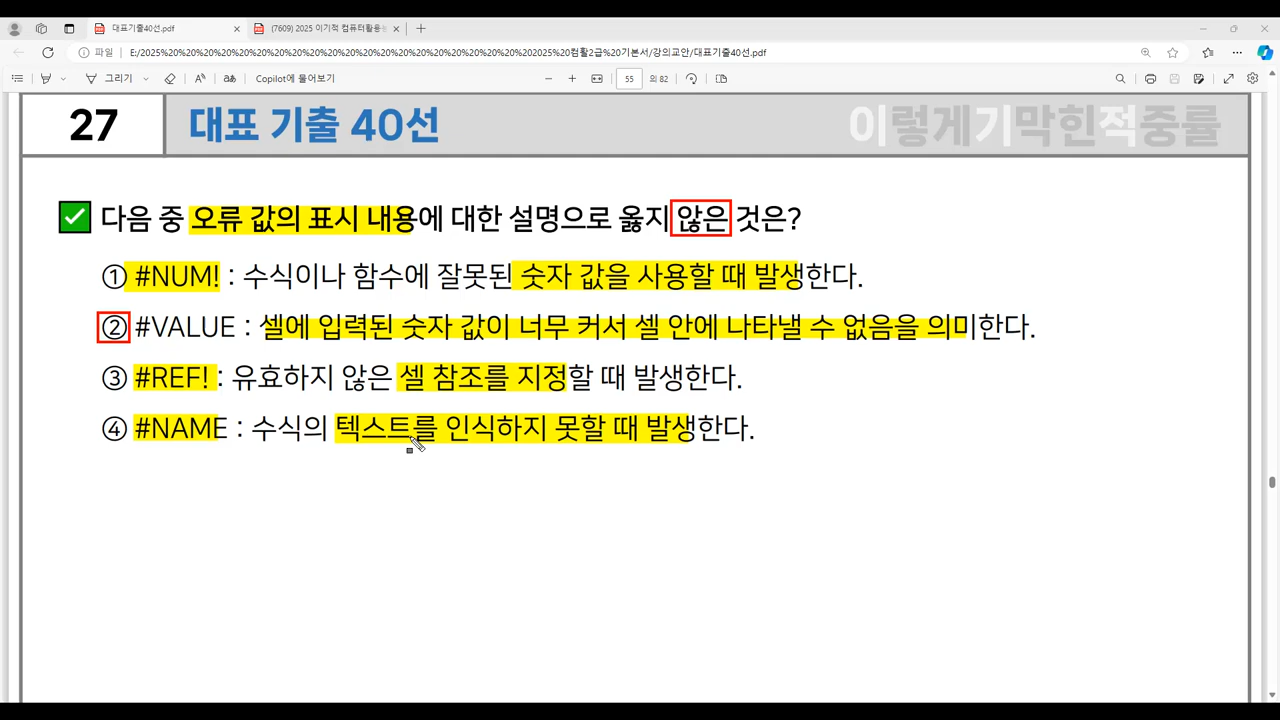 대표기출40선.pdf
(7609) 2025 이기적 컴퓨터활용능
파일 E:/2025%20%20%20%20%20%20%20%20%20%20%20%202025%20컴활2급%20기본서/강의교안/대표기출40선.pdf
그리기 가あ Copilot에 물어보기 55 의 82
27 대표 기출 40선 이렇게기막힌적중률
다음 중 오류 값의 표시 내용에 대한 설명으로 옳지 않은 것은?
① #NUM! : 수식이나 함수에 잘못된 숫자 값을 사용할 때 발생한다.
② #VALUE : 셀에 입력된 숫자 값이 너무 커서 셀 안에 나타낼 수 없음을 의미한다.
③ #REF! : 유효하지 않은 셀 참조를 지정할 때 발생한다.
④ #NAME : 수식의 텍스트를 인식하지 못할 때 발생한다.